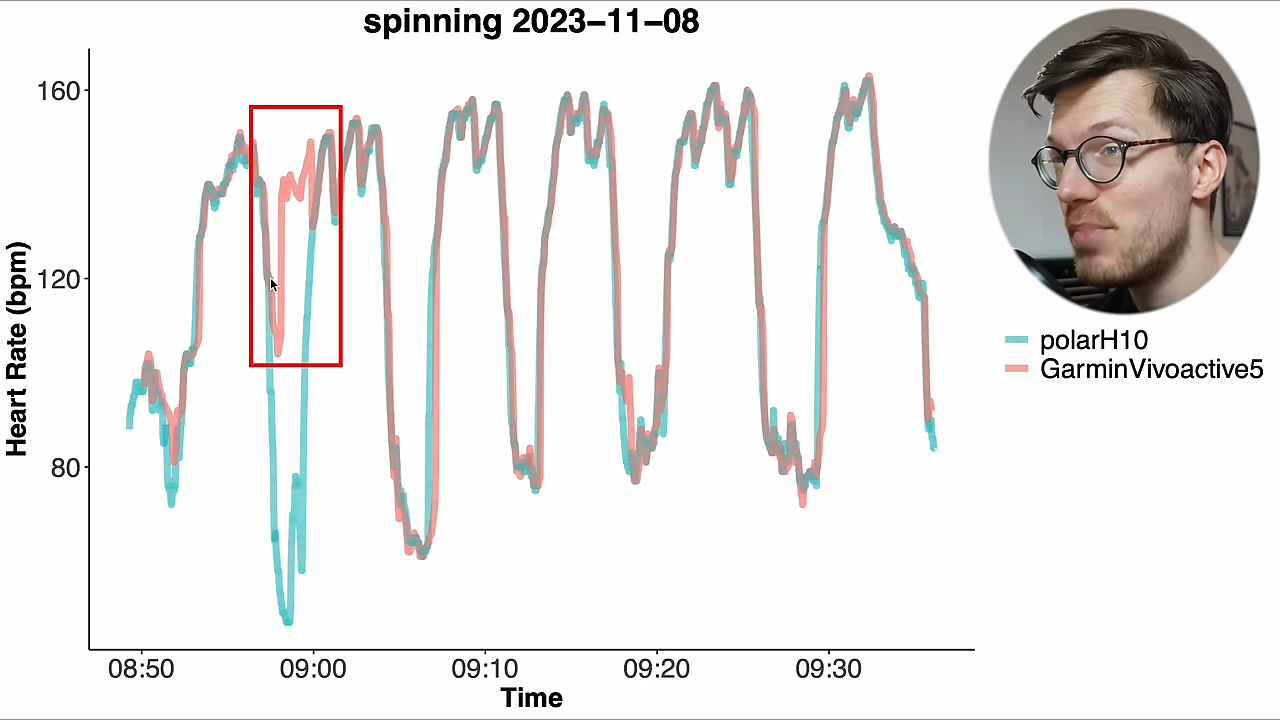 spinning 2023−11−08
160
120
80
Heart Rate (bpm)
08:50
09:00
09:10
09:20
09:30
Time
polarH10
GarminVivoactive5